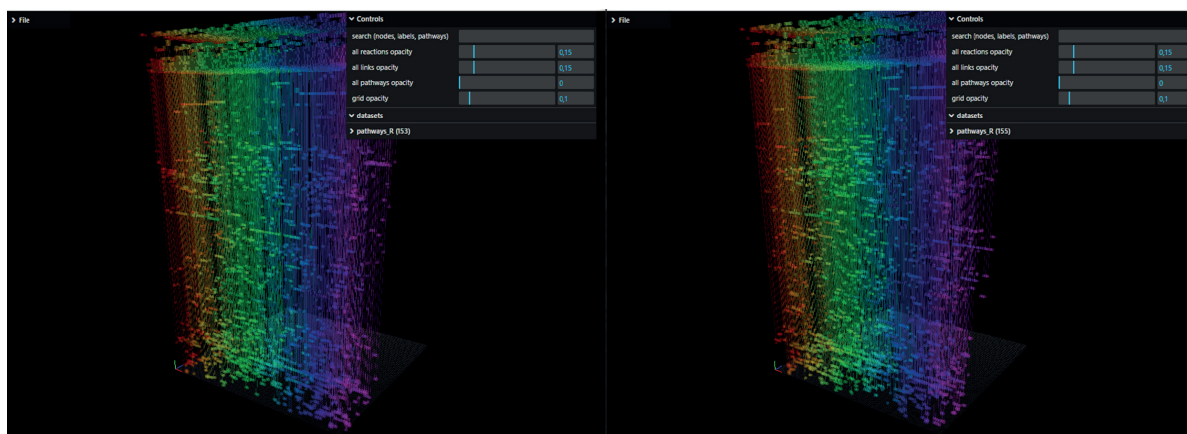 > File
Controls
search (nodes, labels, pathways)
all reactions opacity 0,15
all links opacity 0,15
all pathways opacity 0
grid opacity 0,1
datasets
> pathways_R (153)
> File
Controls
search (nodes, labels, pathways)
all reactions opacity 0,15
all links opacity 0,15
all pathways opacity 0
grid opacity 0,1
datasets
> pathways_R (155)